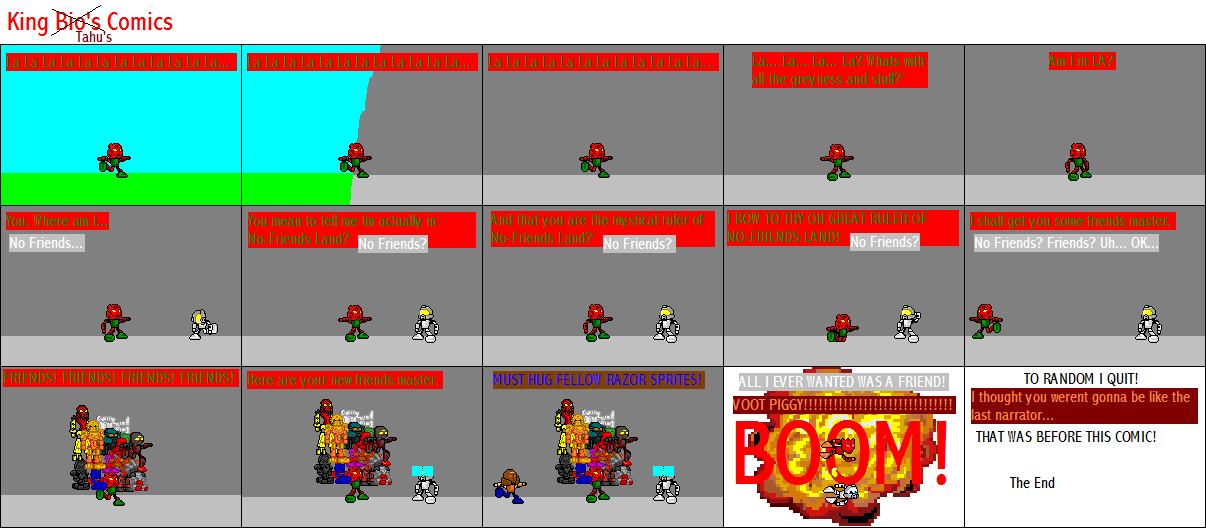 King Bio's Comics
Tahu's
La La La La La La La La La La La La La...
La La La La La La La La La La La La La...
La La La La La La La La La La La La La...
La... La... La... La? Whats with
all the greyness and stuff?
Am I in LA?
You. Where am I...
No Friends...
You mean to tell me Im actually in
No-Friends Land?
No Friends?
And that you are the mystical ruler of
No-Friends Land?
No Friends?
I BOW TO THY OH GREAT RULER OF
NO-FRIENDS LAND!
No Friends?
I shall get you some friends master.
No Friends? Friends? Uh... OK...
FRIENDS! FRIENDS! FRIENDS! FRIENDS!
Here are your new friends master.
MUST HUG FELLOW RAZOR SPRITES!
ALL I EVER WANTED WAS A FRIEND!
VOOT PIGGY!!!!!!!!!!!!!!!!!!!!!!!!!!!!!!!
BOOM!
TO RANDOM I QUIT!
I thought you werent gonna be like the
last narrator...
THAT WAS BEFORE THIS COMIC!
The End